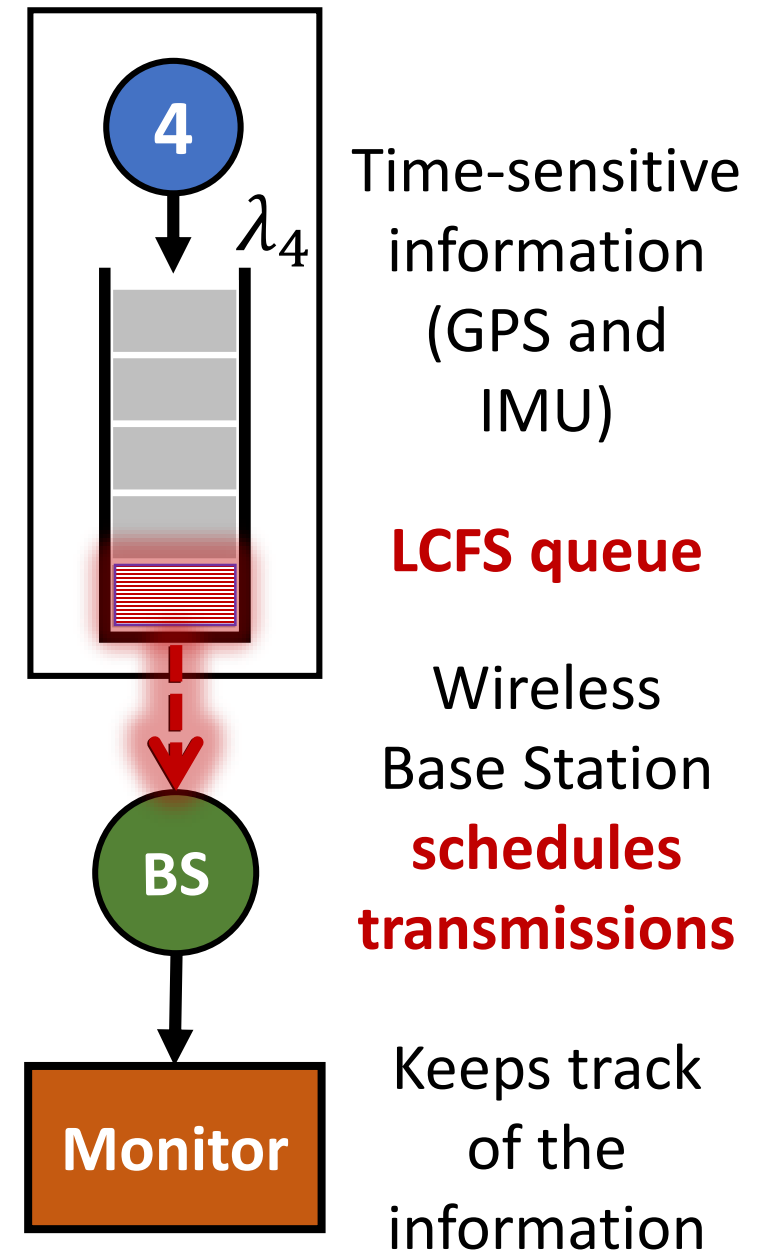 4
λ₄
Time-sensitive
information
(GPS and
IMU)
LCFS queue
Wireless
Base Station
schedules
transmissions
BS
Keeps track
of the
information
Monitor